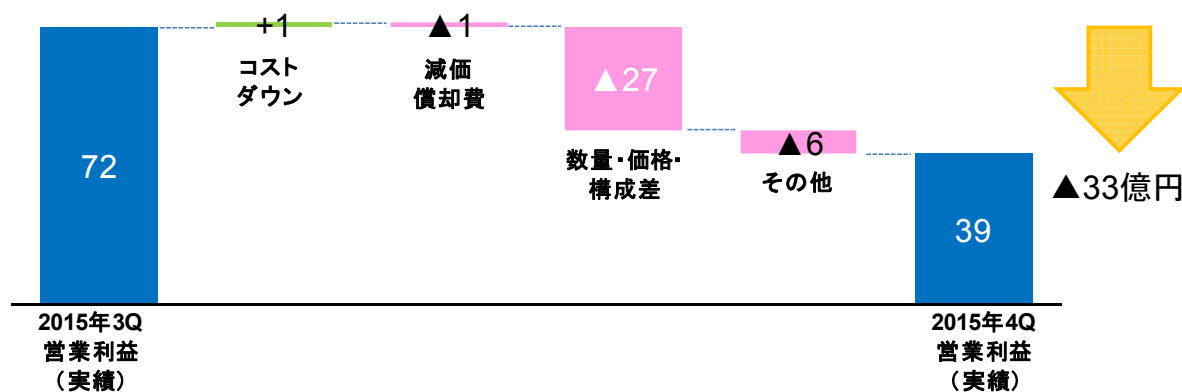 +1
コスト
ダウン
▲1
減価
償却費
▲27
数量・価格・
構成差
▲6
その他
▲33億円
72
39
2015年3Q
営業利益
（実績）
2015年4Q
営業利益
（実績）